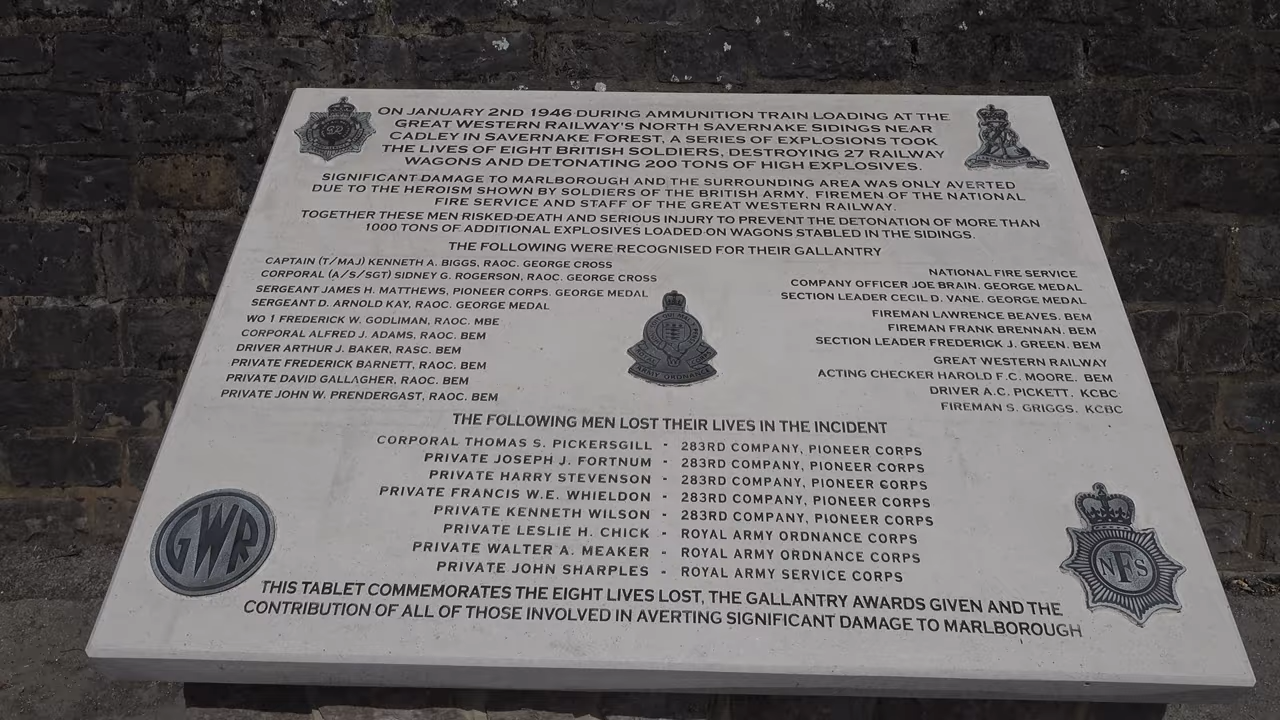 ON JANUARY 2ND 1946 DURING AMMUNITION TRAIN LOADING AT THE
GREAT WESTERN RAILWAY'S NORTH SAVERNAKE SIDINGS NEAR
CADLEY IN SAVERNAKE FOREST, A SERIES OF EXPLOSIONS TOOK
THE LIVES OF EIGHT BRITISH SOLDIERS, DESTROYING 27 RAILWAY
WAGONS AND DETONATING 200 TONS OF HIGH EXPLOSIVES.
SIGNIFICANT DAMAGE TO MARLBOROUGH AND THE SURROUNDING AREA WAS ONLY AVERTED
DUE TO THE HEROISM SHOWN BY SOLDIERS OF THE BRITISH ARMY, FIREMEN OF THE NATIONAL
FIRE SERVICE AND STAFF OF THE GREAT WESTERN RAILWAY.
TOGETHER THESE MEN RISKED DEATH AND SERIOUS INJURY TO PREVENT THE DETONATION OF MORE THAN
1000 TONS OF ADDITIONAL EXPLOSIVES LOADED ON WAGONS STABLED IN THE SIDINGS.
THE FOLLOWING WERE RECOGNISED FOR THEIR GALLANTRY
CAPTAIN (T/MAJ) KENNETH A. BIGGS, RAOC. GEORGE CROSS
CORPORAL (A/S/SGT) SIDNEY G. ROGERSON, RAOC. GEORGE CROSS
SERGEANT JAMES H. MATTHEWS, PIONEER CORPS. GEORGE MEDAL
SERGEANT D. ARNOLD KAY, RAOC. GEORGE MEDAL
WO 1 FREDERICK W. GODLIMAN, RAOC. MBE
CORPORAL ALFRED J. ADAMS, RAOC. BEM
DRIVER ARTHUR J. BAKER, RASC. BEM
PRIVATE FREDERICK BARNETT, RAOC. BEM
PRIVATE DAVID GALLAGHER, RAOC. BEM
PRIVATE JOHN W. PRENDERGAST, RAOC. BEM
NATIONAL FIRE SERVICE
COMPANY OFFICER JOE BRAIN. GEORGE MEDAL
SECTION LEADER CECIL D. VANE. GEORGE MEDAL
FIREMAN LAWRENCE BEAVES. BEM
FIREMAN FRANK BRENNAN. BEM
SECTION LEADER FREDERICK J. GREEN. BEM
GREAT WESTERN RAILWAY
ACTING CHECKER HAROLD F.C. MOORE. BEM
DRIVER A.C. PICKETT. KCBC
FIREMAN S. GRIGGS. KCBC
ARMY ORDNANCE
THE FOLLOWING MEN LOST THEIR LIVES IN THE INCIDENT
CORPORAL THOMAS S. PICKERSGILL - 283RD COMPANY, PIONEER CORPS
PRIVATE JOSEPH J. FORTNUM - 283RD COMPANY, PIONEER CORPS
PRIVATE HARRY STEVENSON - 283RD COMPANY, PIONEER CORPS
PRIVATE FRANCIS W.E. WHIELDON - 283RD COMPANY, PIONEER CORPS
PRIVATE KENNETH WILSON - 283RD COMPANY, PIONEER CORPS
PRIVATE LESLIE H. CHICK - ROYAL ARMY ORDNANCE CORPS
PRIVATE WALTER A. MEAKER - ROYAL ARMY ORDNANCE CORPS
PRIVATE JOHN SHARPLES - ROYAL ARMY SERVICE CORPS
GWR
NFS
THIS TABLET COMMEMORATES THE EIGHT LIVES LOST, THE GALLANTRY AWARDS GIVEN AND THE
CONTRIBUTION OF ALL OF THOSE INVOLVED IN AVERTING SIGNIFICANT DAMAGE TO MARLBOROUGH